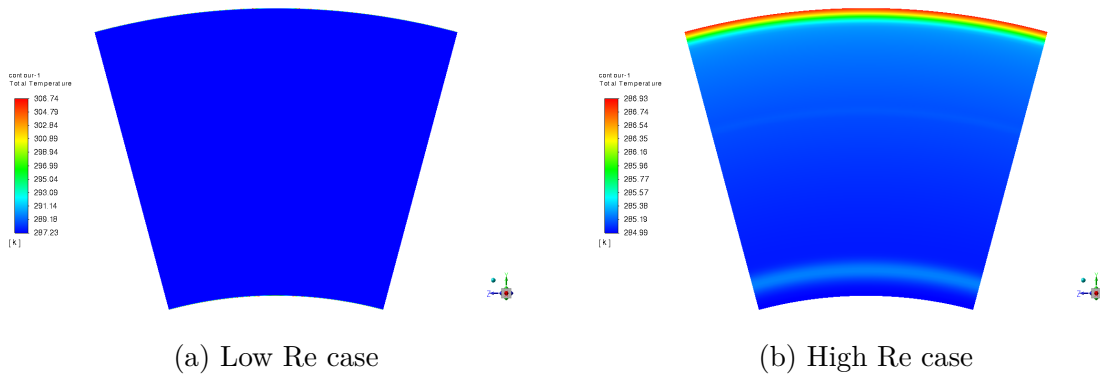 contour-1
Total Temperature
306.74
304.79
302.84
300.89
298.94
296.99
295.04
293.09
291.14
289.18
287.23
[ k ]
Z
Y
(a) Low Re case
contour-1
Total Temperature
286.93
286.74
286.54
286.35
286.16
285.96
285.77
285.57
285.38
285.19
284.99
[ k ]
Z
Y
(b) High Re case